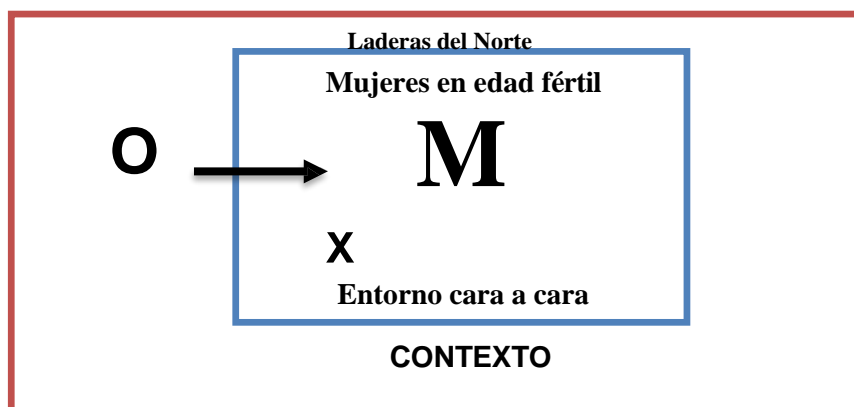 Laderas del Norte
Mujeres en edad fértil
O
M
X
Entorno cara a cara
CONTEXTO